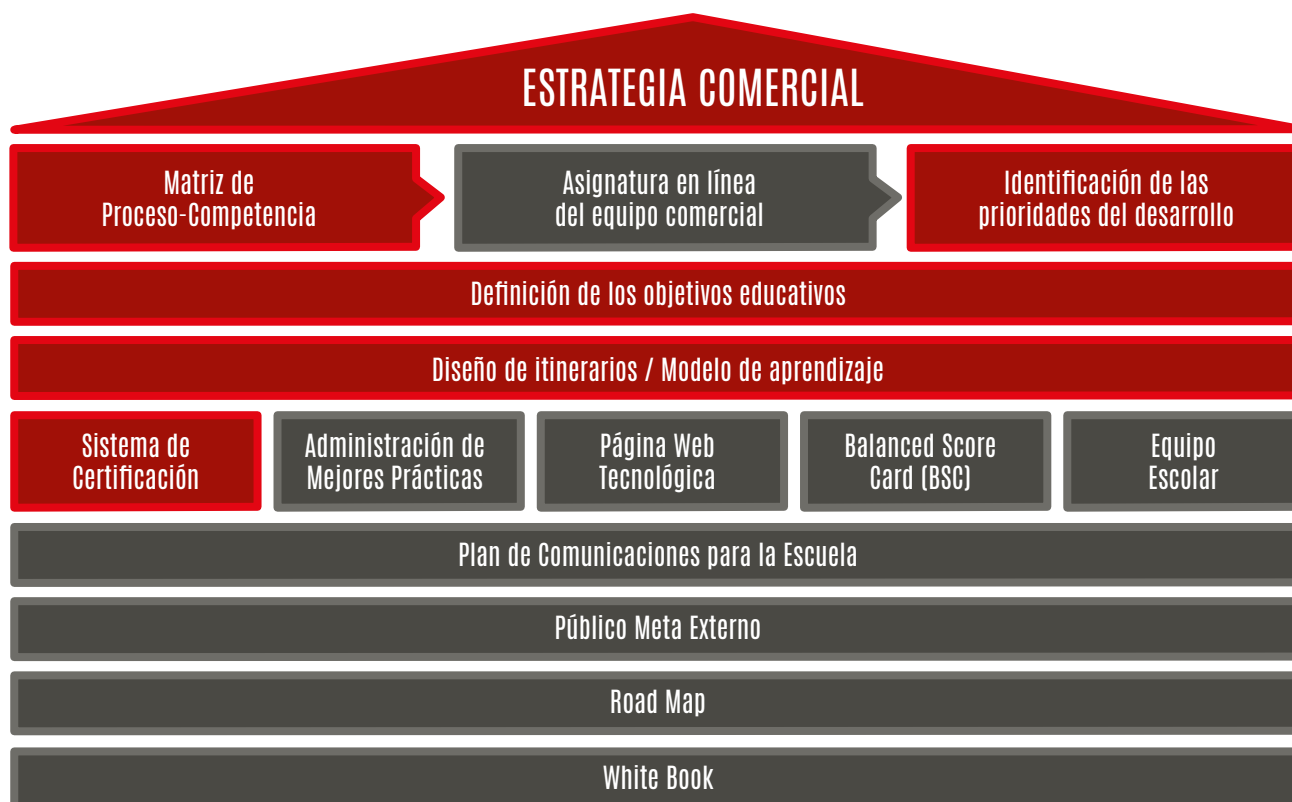 ESTRATEGIA COMERCIAL
Matriz de
Proceso-Competencia
Asignatura en línea
del equipo comercial
Identificación de las
prioridades del desarrollo
Definición de los objetivos educativos
Diseño de itinerarios / Modelo de aprendizaje
Sistema de
Certificación
Administración de
Mejores Prácticas
Página Web
Tecnológica
Balanced Score
Card (BSC)
Equipo
Escolar
Plan de Comunicaciones para la Escuela
Público Meta Externo
Road Map
White Book